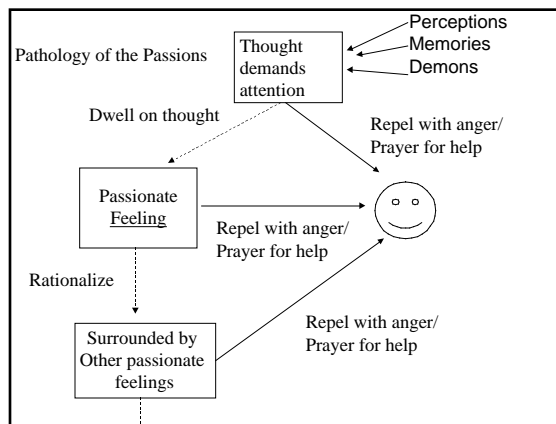 Pathology of the Passions
Thought
demands
attention
Perceptions
Memories
Demons
Dwell on thought
Repel with anger/
Prayer for help
Passionate
Feeling
Repel with anger/
Prayer for help
Rationalize
Surrounded by
Other passionate
feelings
Repel with anger/
Prayer for help